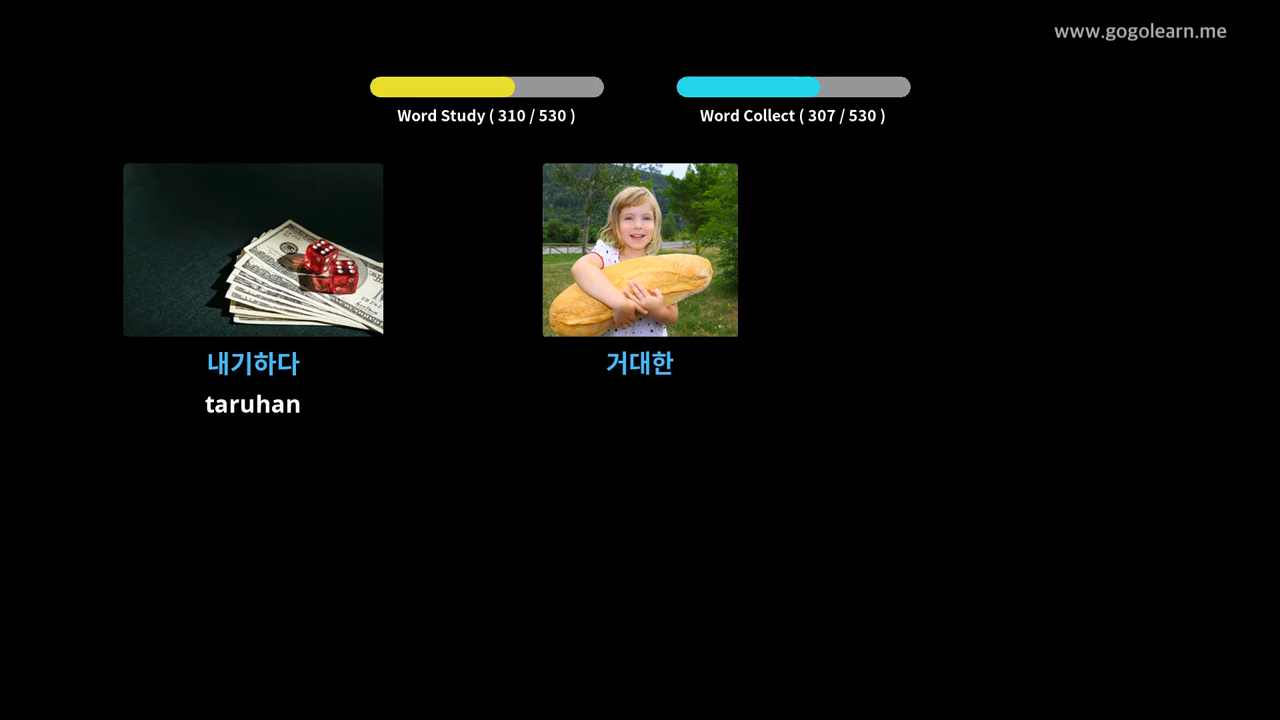 www.gogolearn.me
Word Study ( 310 / 530 )
Word Collect ( 307 / 530 )
내기하다
taruhan
거대한